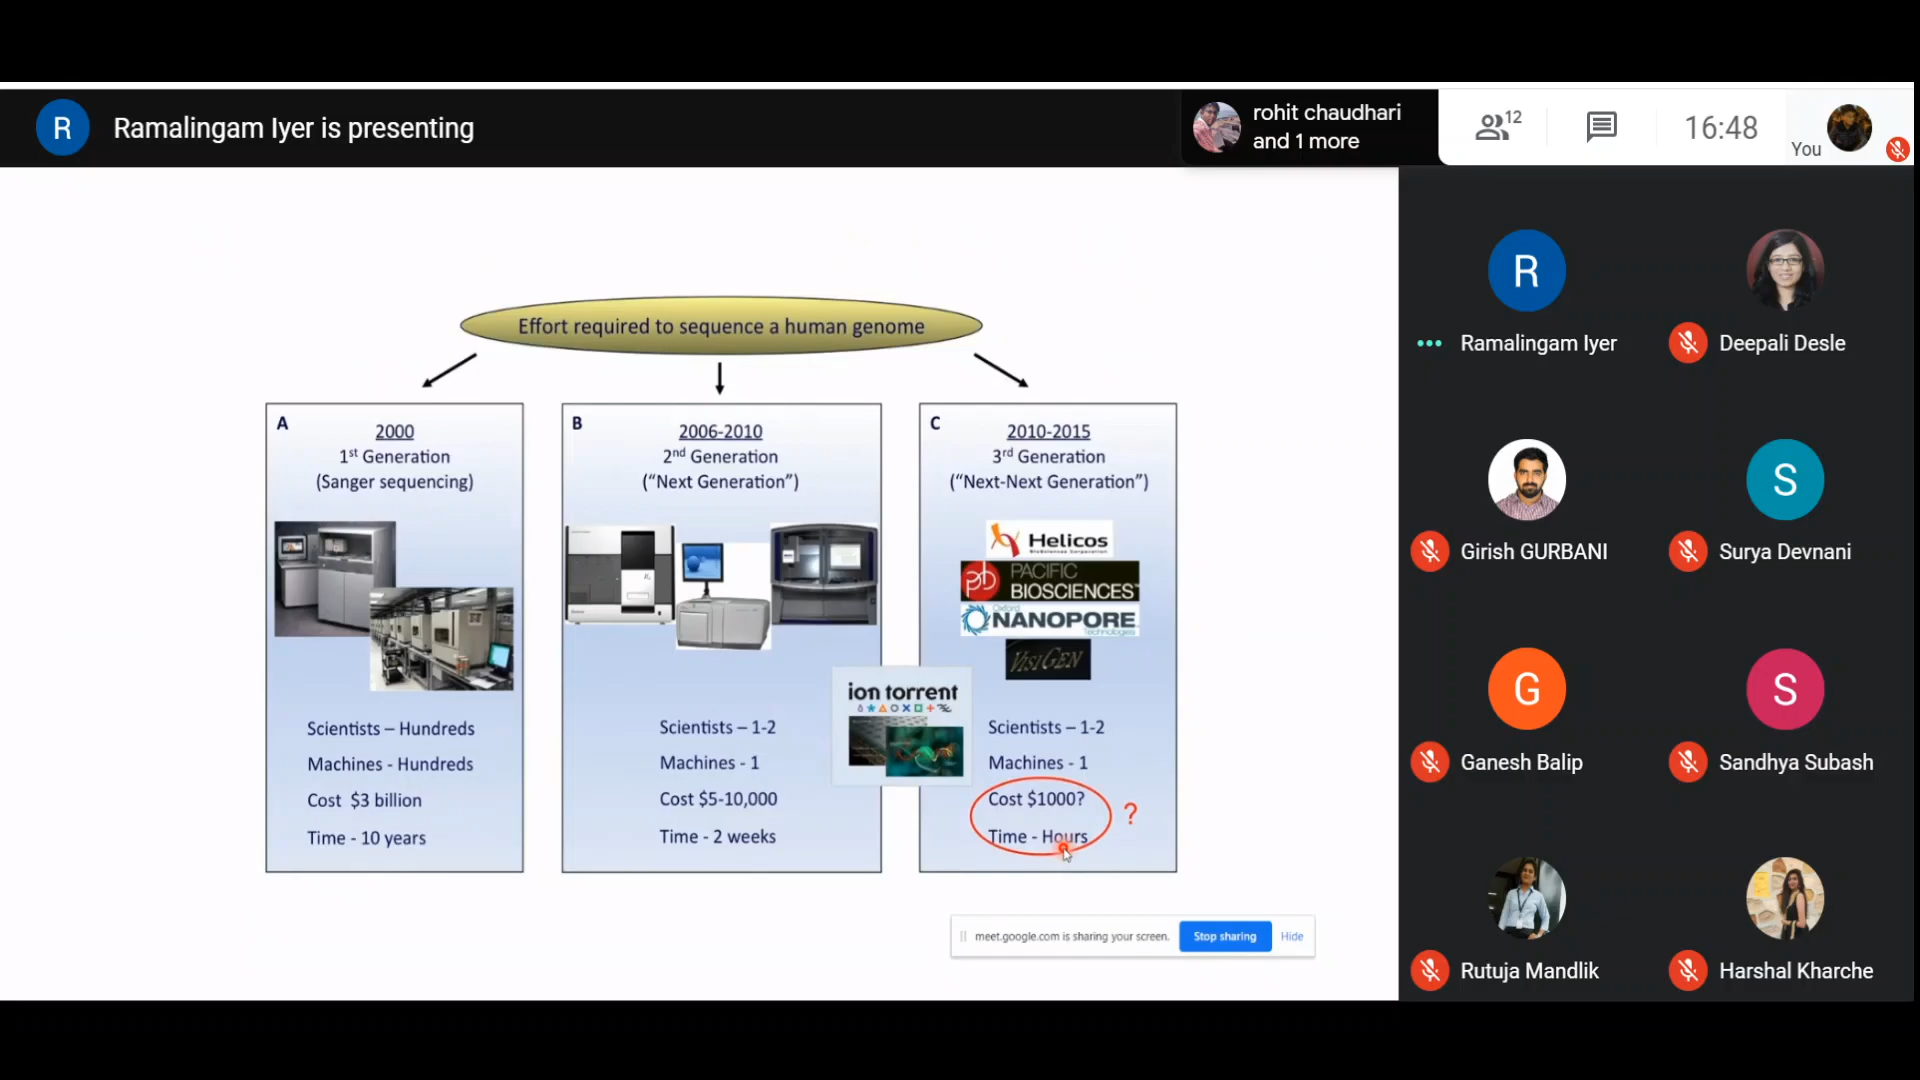 R
Ramalingam Iyer is presenting
rohit chaudhari
and 1 more
12
16:48
You
Effort required to sequence a human genome
A
2000
1st Generation
(Sanger sequencing)
Scientists – Hundreds
Machines - Hundreds
Cost $3 billion
Time - 10 years
B
2006-2010
2nd Generation
("Next Generation")
Scientists – 1-2
Machines - 1
Cost $5-10,000
Time - 2 weeks
ion torrent
C
2010-2015
3rd Generation
("Next-Next Generation")
Helicos
BioSciences Corporation
PACIFIC
BIOSCIENCES
Oxford
NANOPORE
Technologies
VISIGEN
Scientists – 1-2
Machines - 1
Cost $1000?
Time - Hours
?
meet.google.com is sharing your screen.
Stop sharing
Hide
R
Ramalingam Iyer
Deepali Desle
Girish GURBANI
S
Surya Devnani
G
Ganesh Balip
S
Sandhya Subash
Rutuja Mandlik
Harshal Kharche